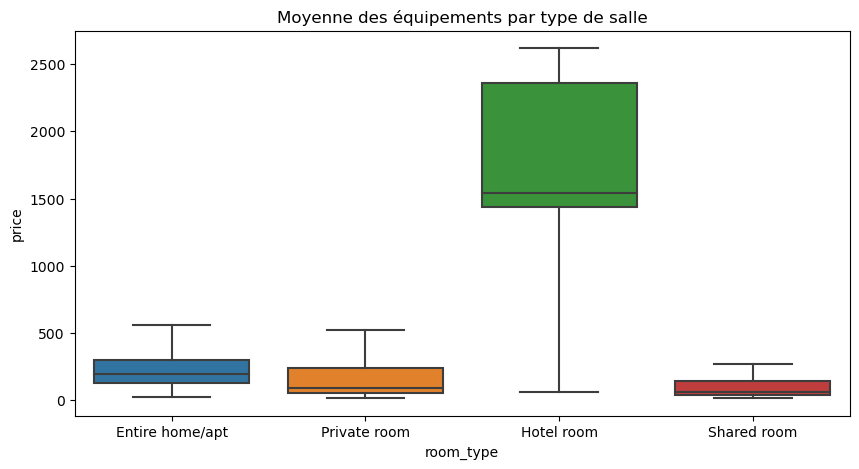 Moyenne des équipements par type de salle
2500
2000
1500
1000
500
0
price
Entire home/apt
Private room
Hotel room
Shared room
room_type